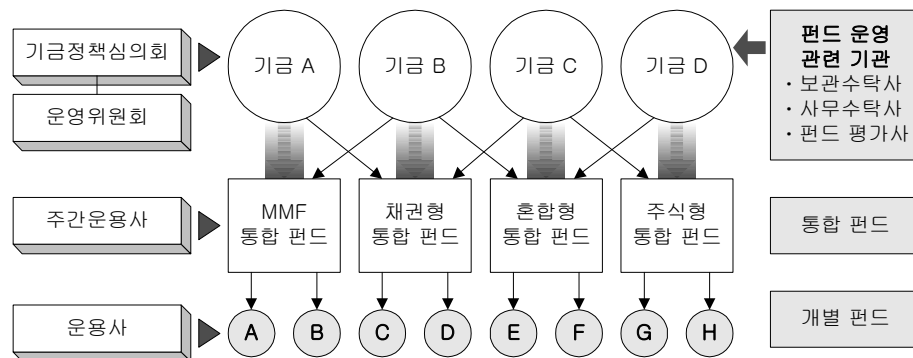 기금정책심의회
운영위원회
기금 A
기금 B
기금 C
기금 D
펀드 운영
관련 기관
· 보관수탁사
· 사무수탁사
· 펀드 평가사
주간운용사
MMF
통합 펀드
채권형
통합 펀드
혼합형
통합 펀드
주식형
통합 펀드
통합 펀드
운용사
A
B
C
D
E
F
G
H
개별 펀드